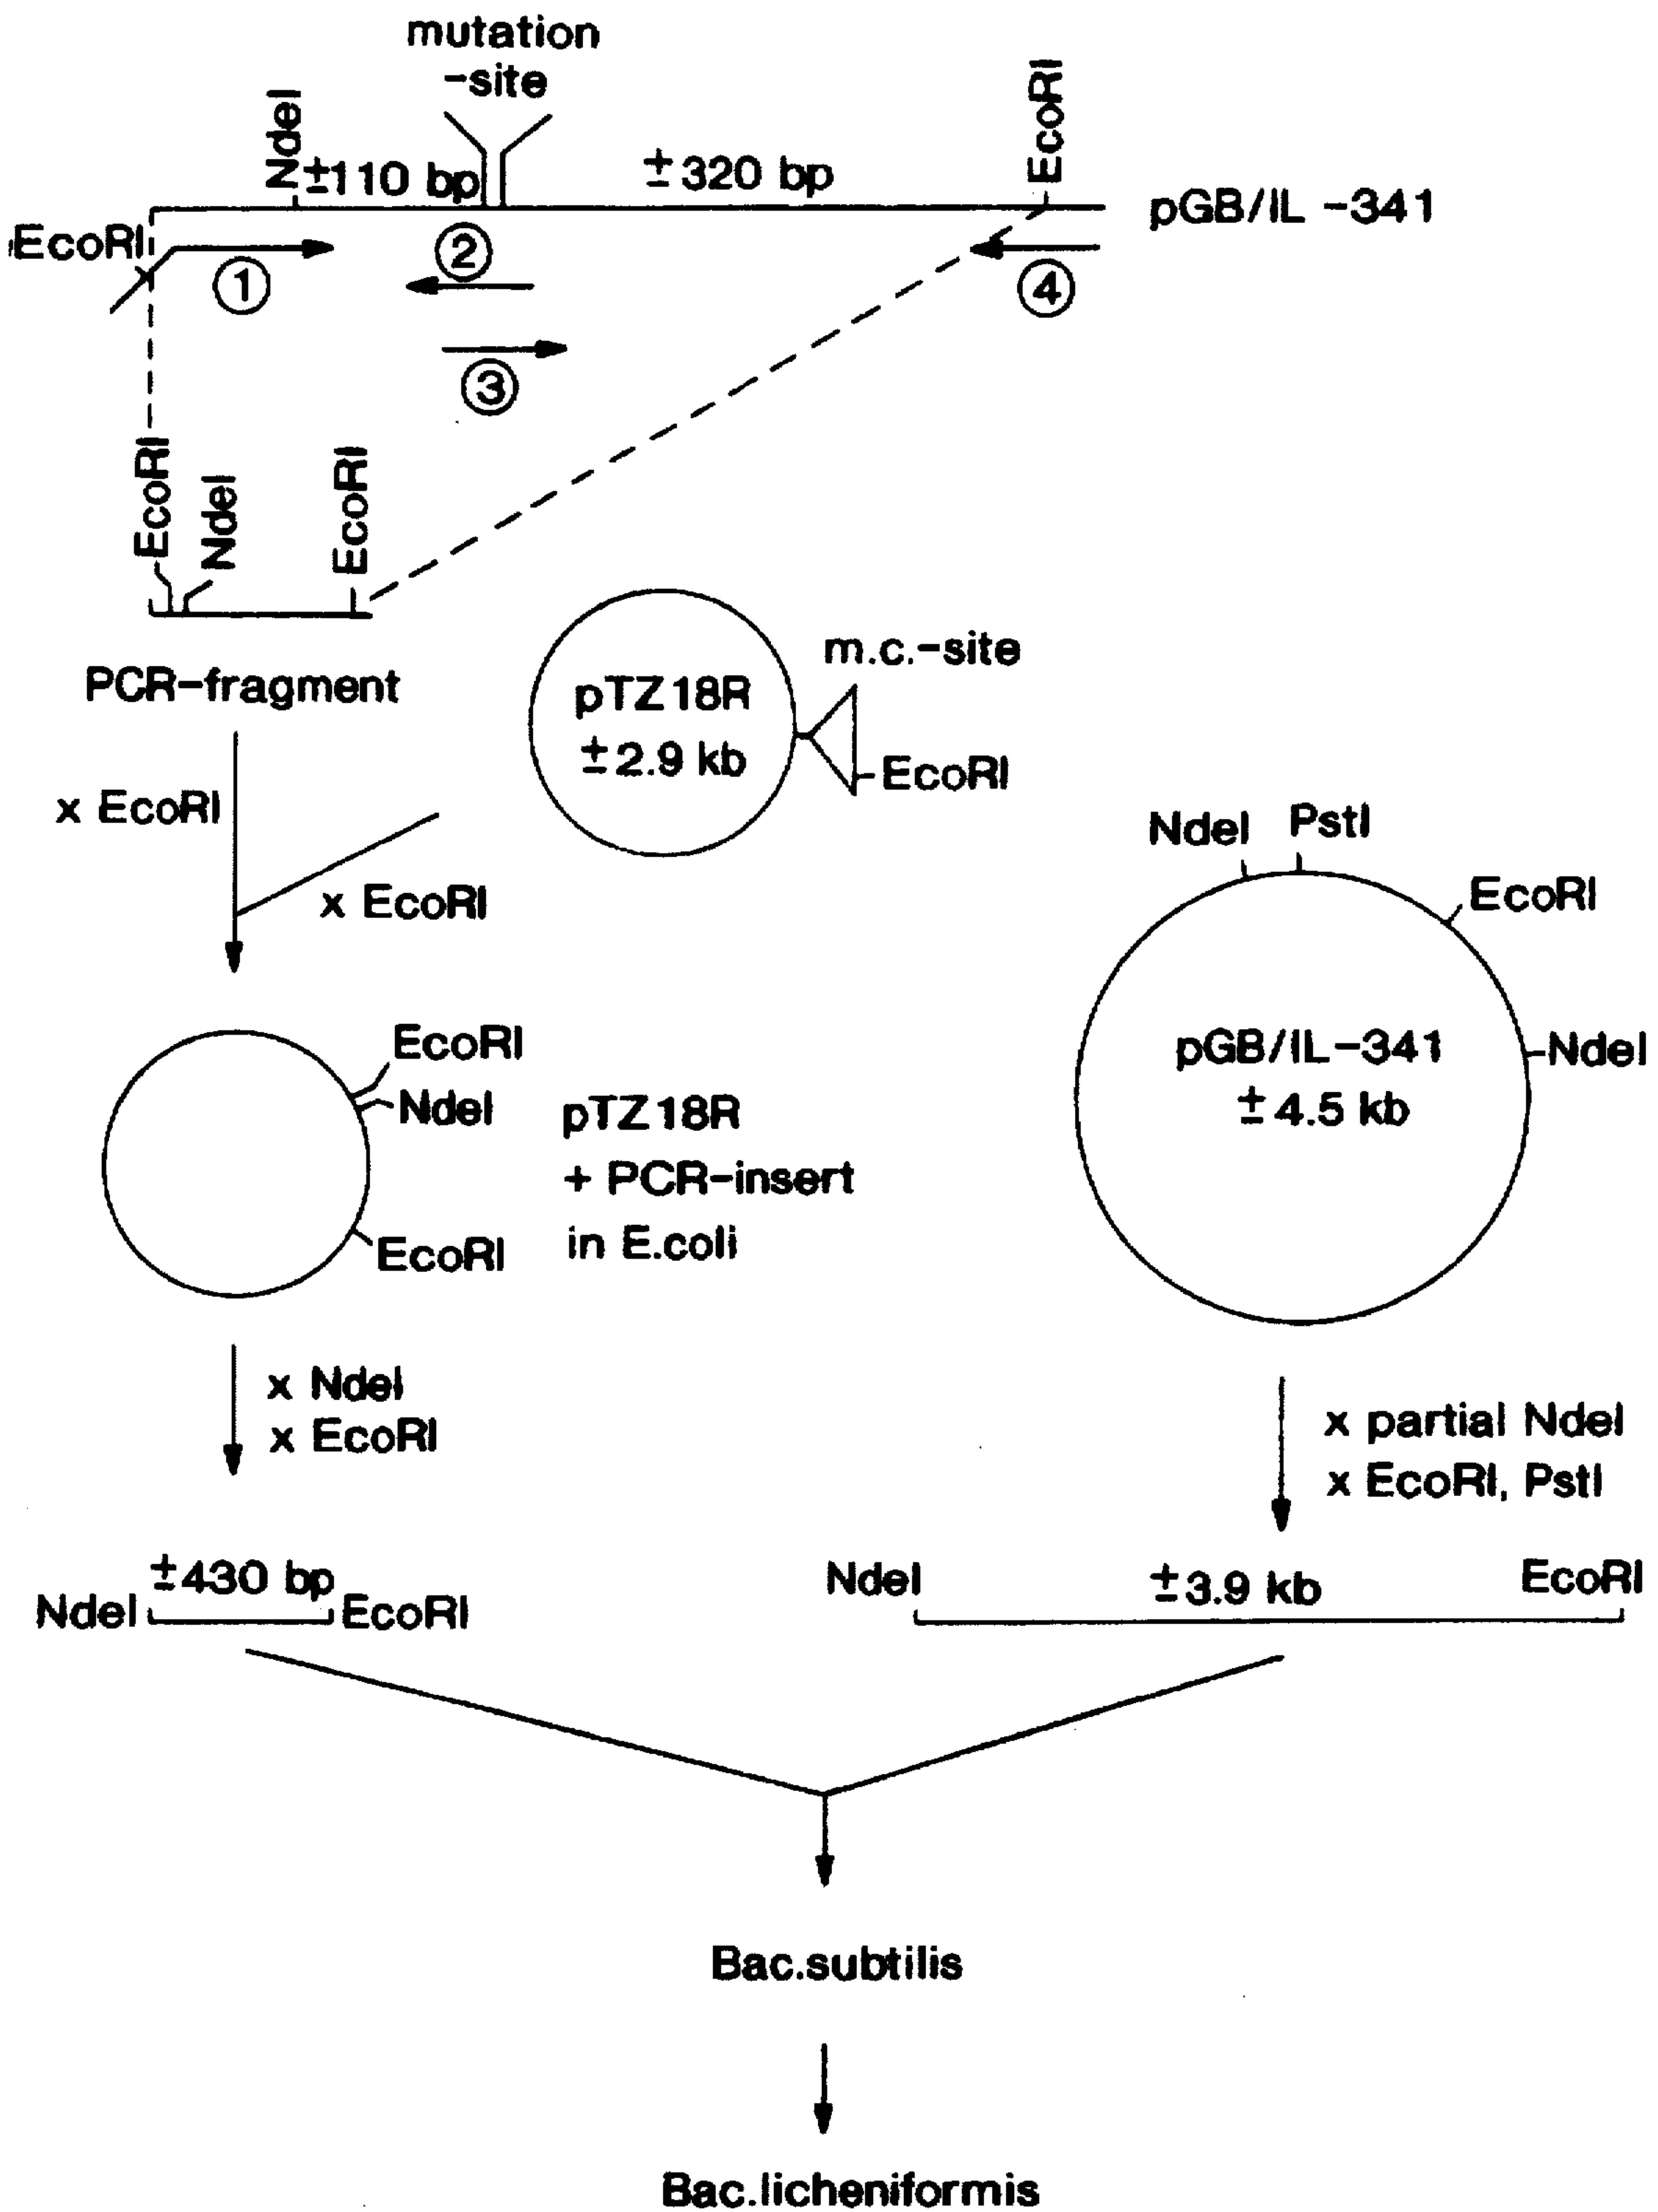 mutation
-site
NdeI
±110 bp
±320 bp
EcoRI
pGB/IL -341
EcoRI
1
2
3
4
EcoRI
NdeI
EcoRI
PCR-fragment
pTZ18R
±2.9 kb
m.c.-site
EcoRI
x EcoRI
x EcoRI
NdeI
PstI
EcoRI
NdeI
pGB/IL-341
±4.5 kb
EcoRI
NdeI
EcoRI
pTZ18R
+ PCR-insert
in E.coli
x NdeI
x EcoRI
x partial NdeI
x EcoRI, PstI
NdeI
±430 bp
EcoRI
NdeI
±3.9 kb
EcoRI
Bac.subtilis
Bac.licheniformis